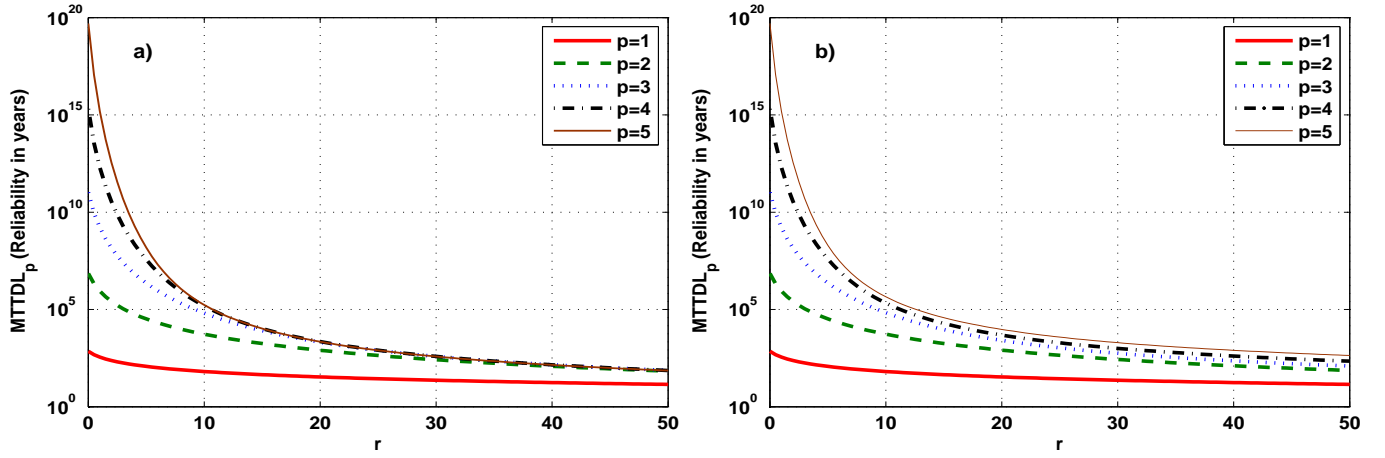 a)
p=1
p=2
p=3
p=4
p=5
MTTDL_p (Reliability in years)
10^20
10^15
10^10
10^5
10^0
0 10 20 30 40 50
r
b)
p=1
p=2
p=3
p=4
p=5
MTTDL_p (Reliability in years)
10^20
10^15
10^10
10^5
10^0
0 10 20 30 40 50
r